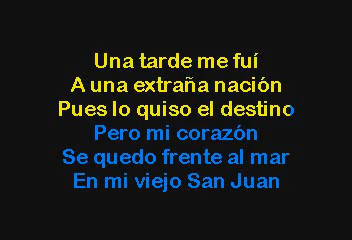 Una tarde me fuí
A una extraña nación
Pues lo quiso el destino
Pero mi corazón
Se quedo frente al mar
En mi viejo San Juan